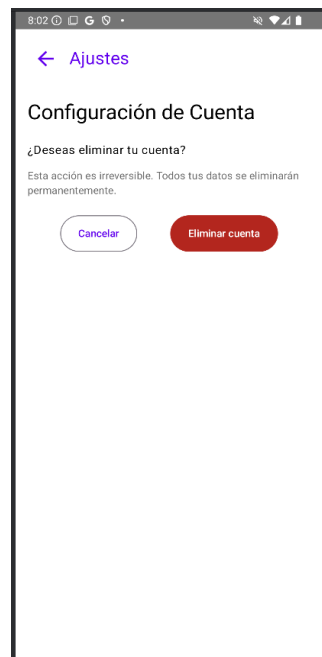 8:02
Ajustes
Configuración de Cuenta
¿Deseas eliminar tu cuenta?
Esta acción es irreversible. Todos tus datos se eliminarán
permanentemente.
Cancelar
Eliminar cuenta